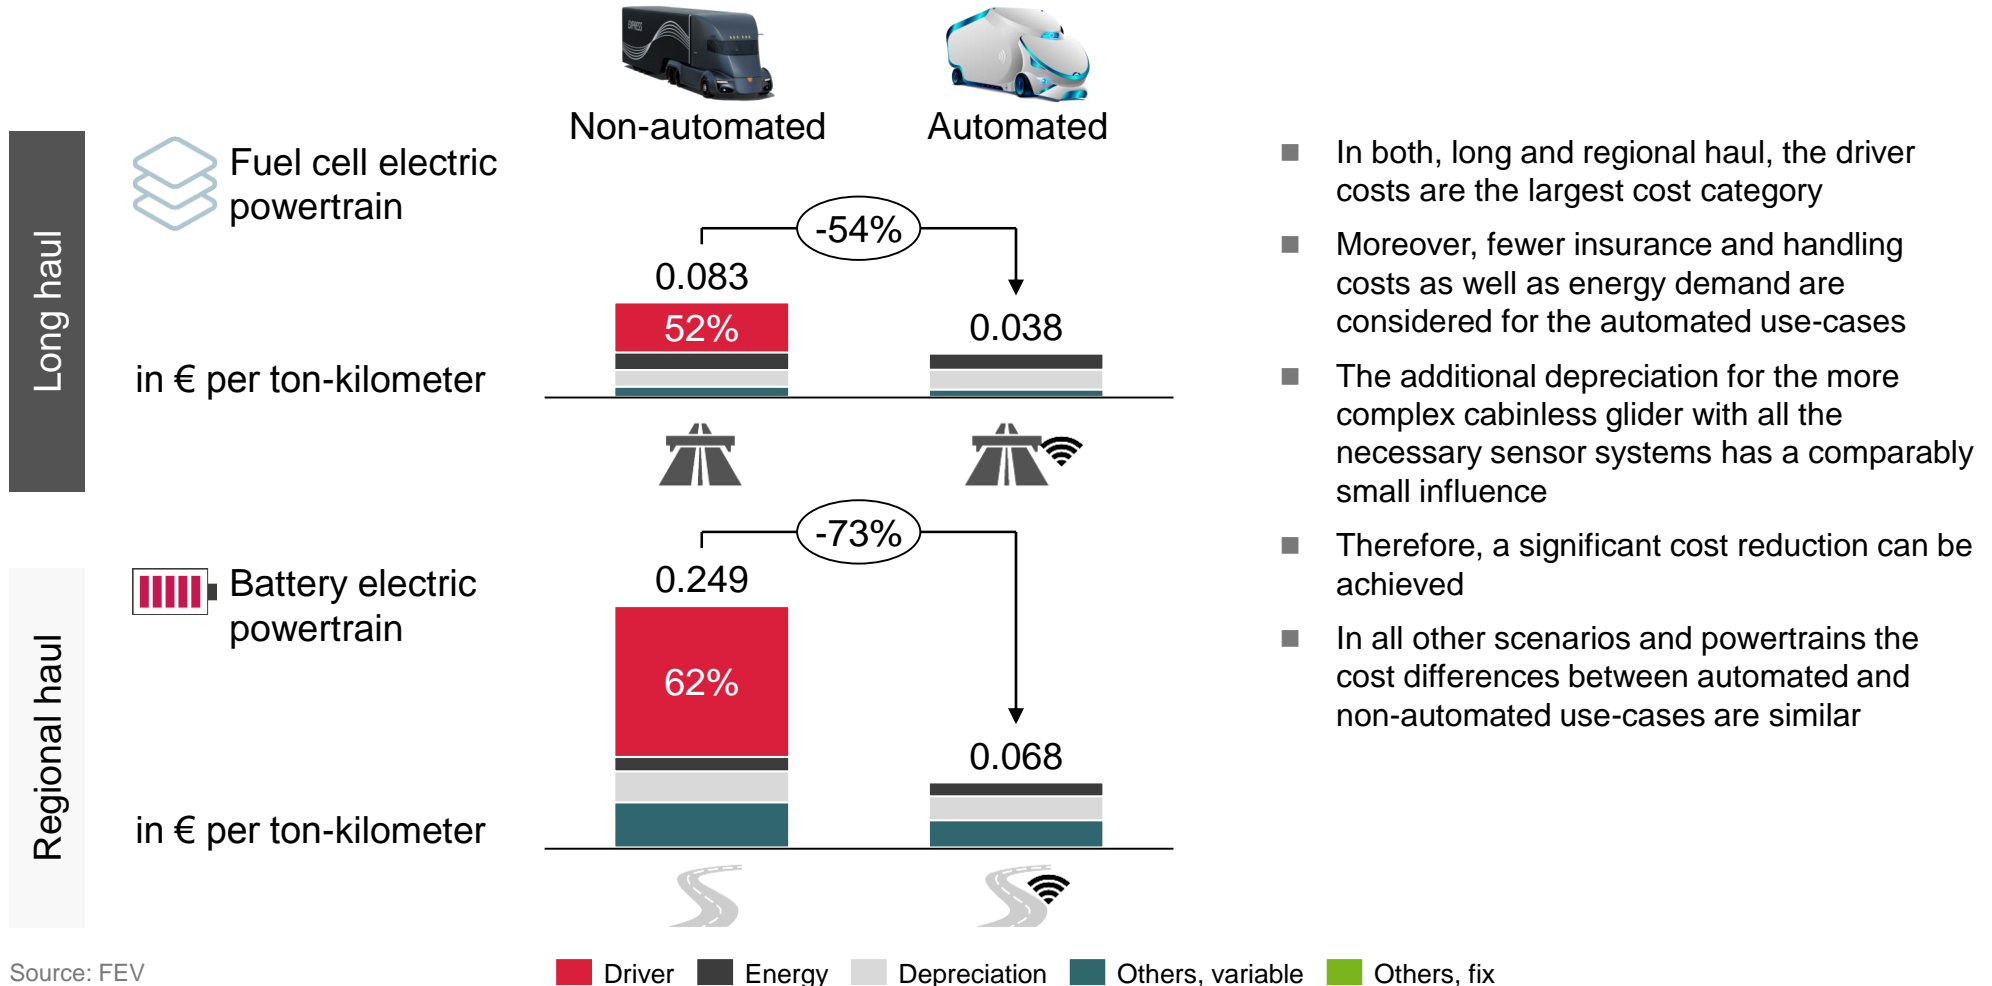 EXPRESS
Non-automated
Automated
Long haul
Fuel cell electric
powertrain
-54%
0.083
52%
0.038
in € per ton-kilometer
Regional haul
Battery electric
powertrain
-73%
0.249
62%
0.068
in € per ton-kilometer
In both, long and regional haul, the driver
costs are the largest cost category
Moreover, fewer insurance and handling
costs as well as energy demand are
considered for the automated use-cases
The additional depreciation for the more
complex cabinless glider with all the
necessary sensor systems has a comparably
small influence
Therefore, a significant cost reduction can be
achieved
In all other scenarios and powertrains the
cost differences between automated and
non-automated use-cases are similar
Source: FEV
Driver
Energy
Depreciation
Others, variable
Others, fix